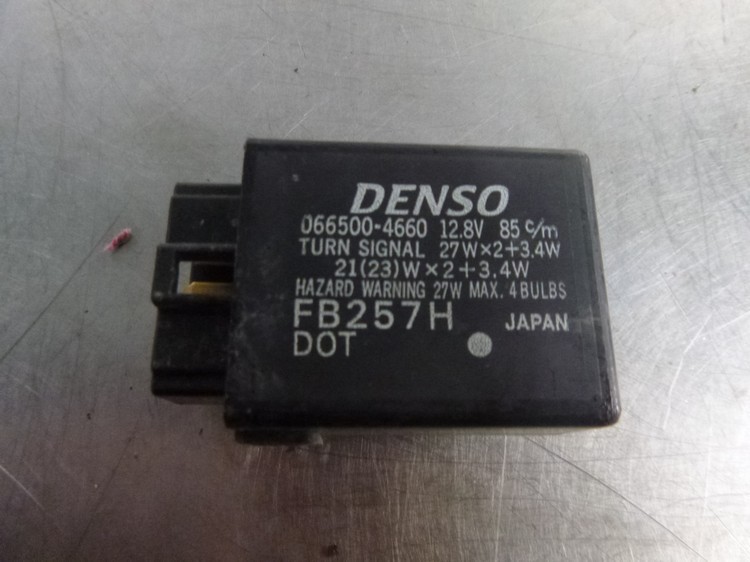 DENSO
066500-4660 12.8V 85 c/m
TURN SIGNAL 27W×2+3.4W
21(23)W×2+3.4W
HAZARD WARNING 27W MAX. 4BULBS
FB257H JAPAN
DOT